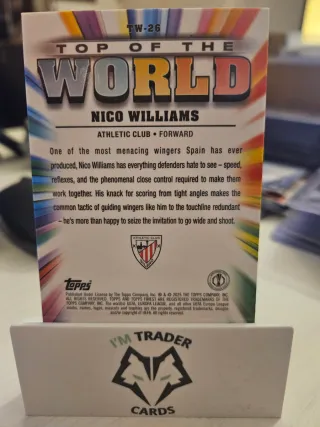 TW-26
TOP OF THE
WORLD
NICO WILLIAMS
ATHLETIC CLUB • FORWARD
One of the most menacing wingers Spain has ever
produced, Nico Williams has everything defenders hate to see – speed,
reflexes, and the phenomenal close control required to make them
work together. His knack for scoring from tight angles makes the
common tactic of guiding wingers like him to the touchline redundant
– he's more than happy to seize the invitation to go wide and shoot.
Topps
I'M TRADER
CARDS